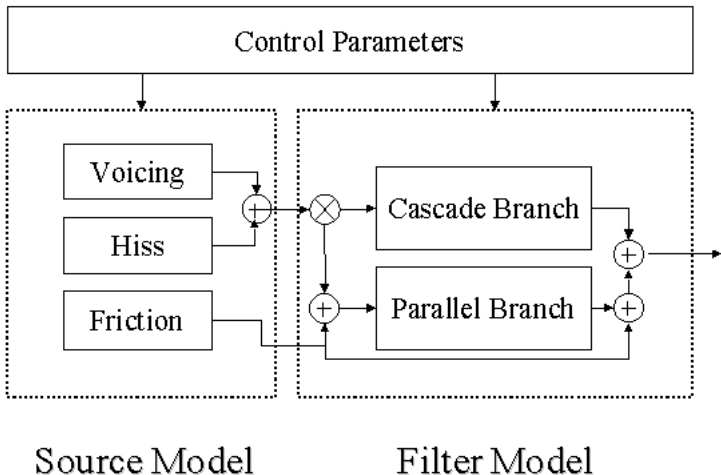 Control Parameters
Voicing
Hiss
Friction
Cascade Branch
Parallel Branch
Source Model
Filter Model